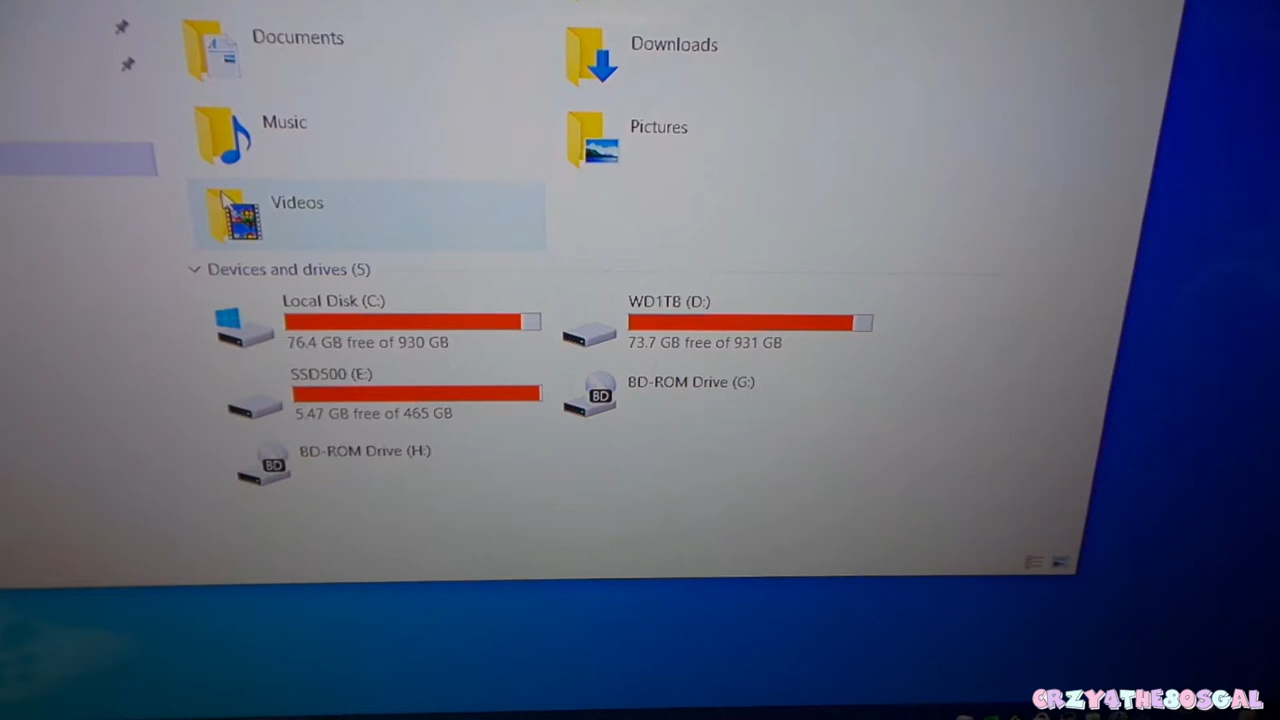 Documents
Downloads
Music
Pictures
Videos
Devices and drives (5)
Local Disk (C:)
76.4 GB free of 930 GB
WD1TB (D:)
73.7 GB free of 931 GB
SSD500 (E:)
5.47 GB free of 465 GB
BD-ROM Drive (G:)
BD
BD-ROM Drive (H:)
BD
CRZY4THE80SGAL